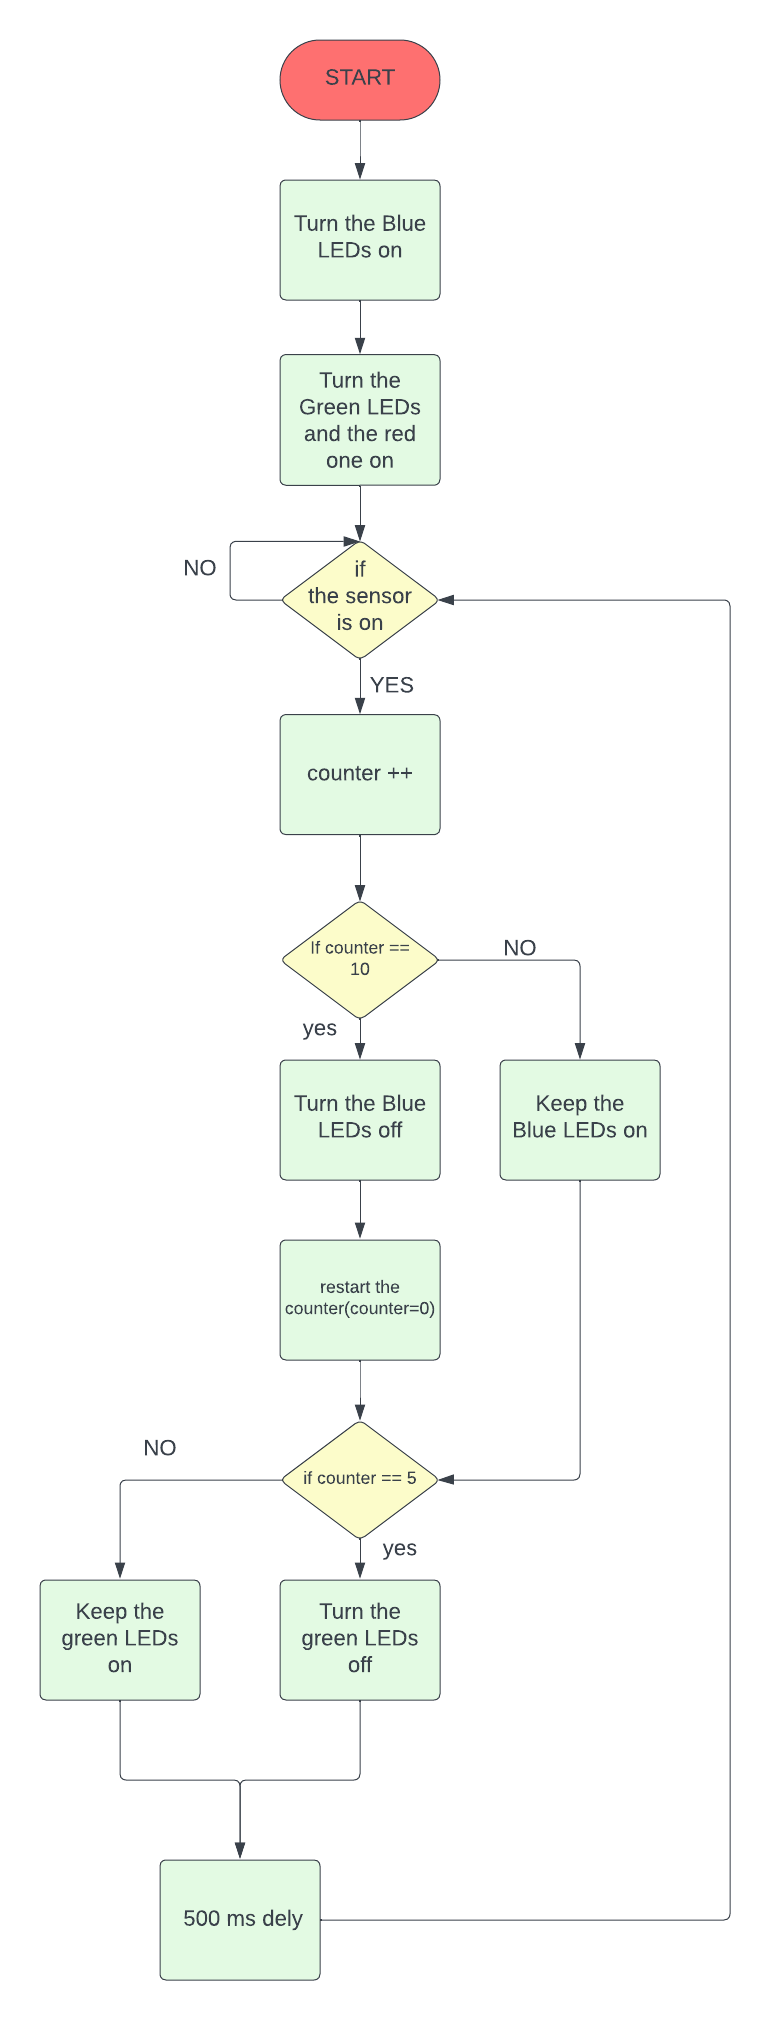 START
Turn the Blue
LEDs on
Turn the
Green LEDs
and the red
one on
NO
if
the sensor
is on
YES
counter ++
If counter ==
10
NO
yes
Turn the Blue
LEDs off
Keep the
Blue LEDs on
restart the
counter(counter=0)
NO
if counter == 5
yes
Keep the
green LEDs
on
Turn the
green LEDs
off
500 ms dely